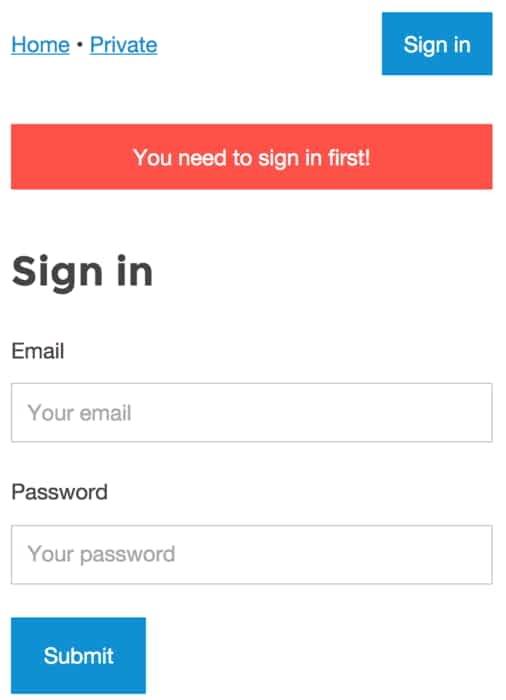 Home • Private
Sign in
You need to sign in first!
Sign in
Email
Your email
Password
Your password
Submit